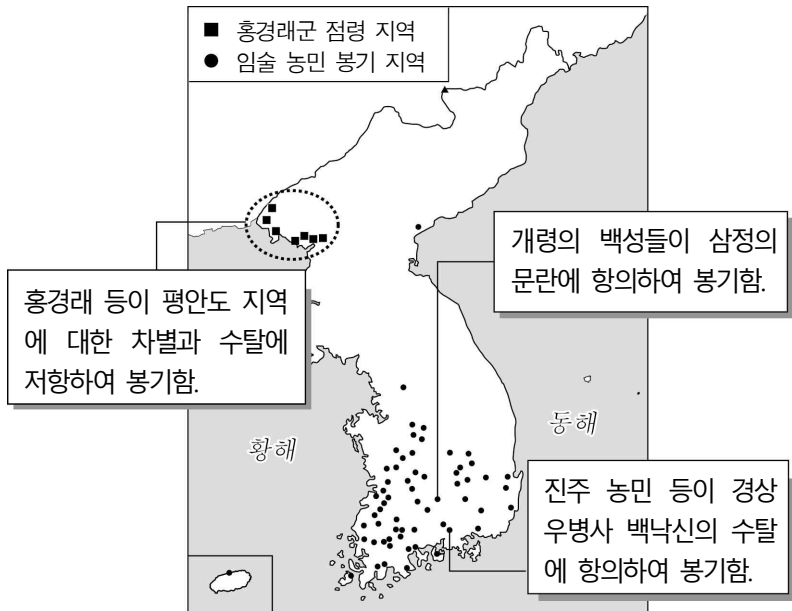 ■ 홍경래군 점령 지역
● 임술 농민 봉기 지역
개령의 백성들이 삼정의
문란에 항의하여 봉기함.
홍경래 등이 평안도 지역
에 대한 차별과 수탈에
저항하여 봉기함.
황해
동해
진주 농민 등이 경상
우병사 백낙신의 수탈
에 항의하여 봉기함.